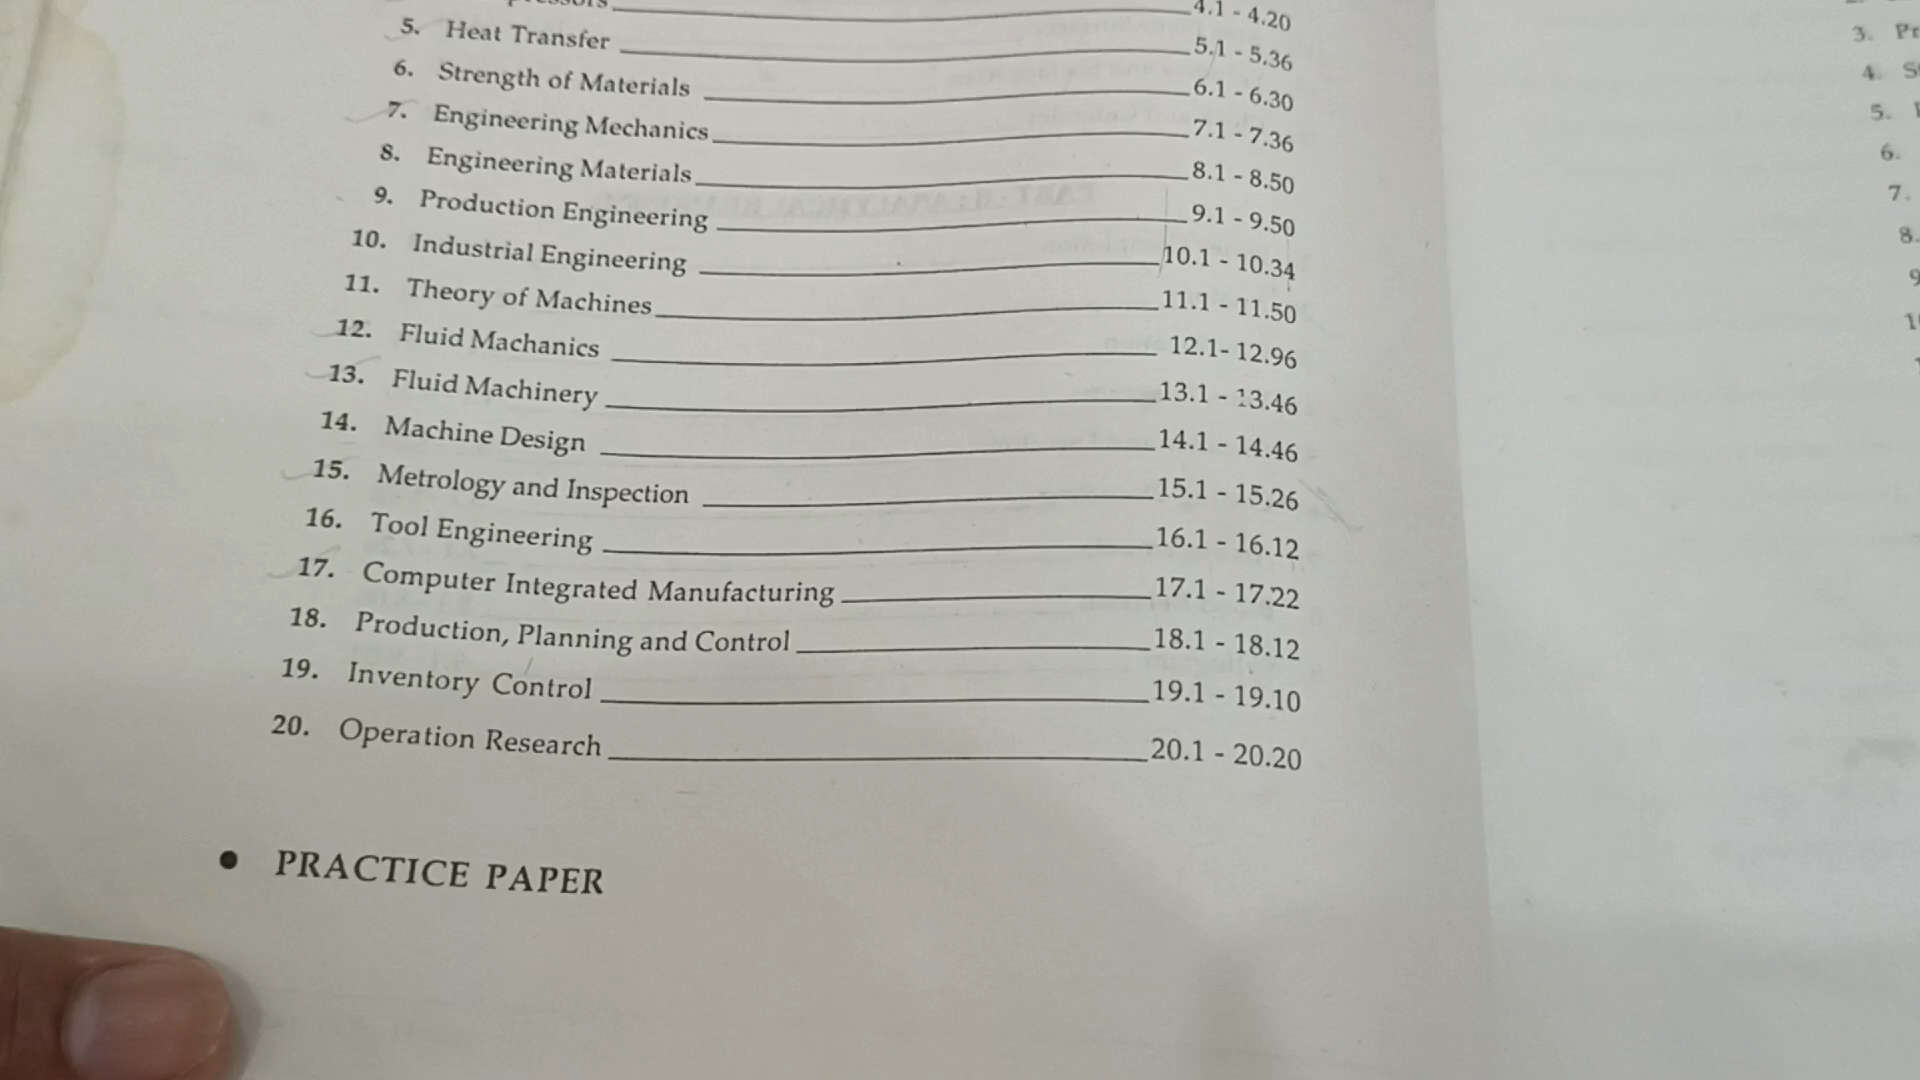 4.1 - 4.20
5. Heat Transfer 5.1 - 5.36
6. Strength of Materials 6.1 - 6.30
7. Engineering Mechanics 7.1 - 7.36
8. Engineering Materials 8.1 - 8.50
9. Production Engineering 9.1 - 9.50
10. Industrial Engineering 10.1 - 10.34
11. Theory of Machines 11.1 - 11.50
12. Fluid Machanics 12.1- 12.96
13. Fluid Machinery 13.1 - 13.46
14. Machine Design 14.1 - 14.46
15. Metrology and Inspection 15.1 - 15.26
16. Tool Engineering 16.1 - 16.12
17. Computer Integrated Manufacturing 17.1 - 17.22
18. Production, Planning and Control 18.1 - 18.12
19. Inventory Control 19.1 - 19.10
20. Operation Research 20.1 - 20.20
• PRACTICE PAPER
3. Pr
4.
5.
6.
7.
8.